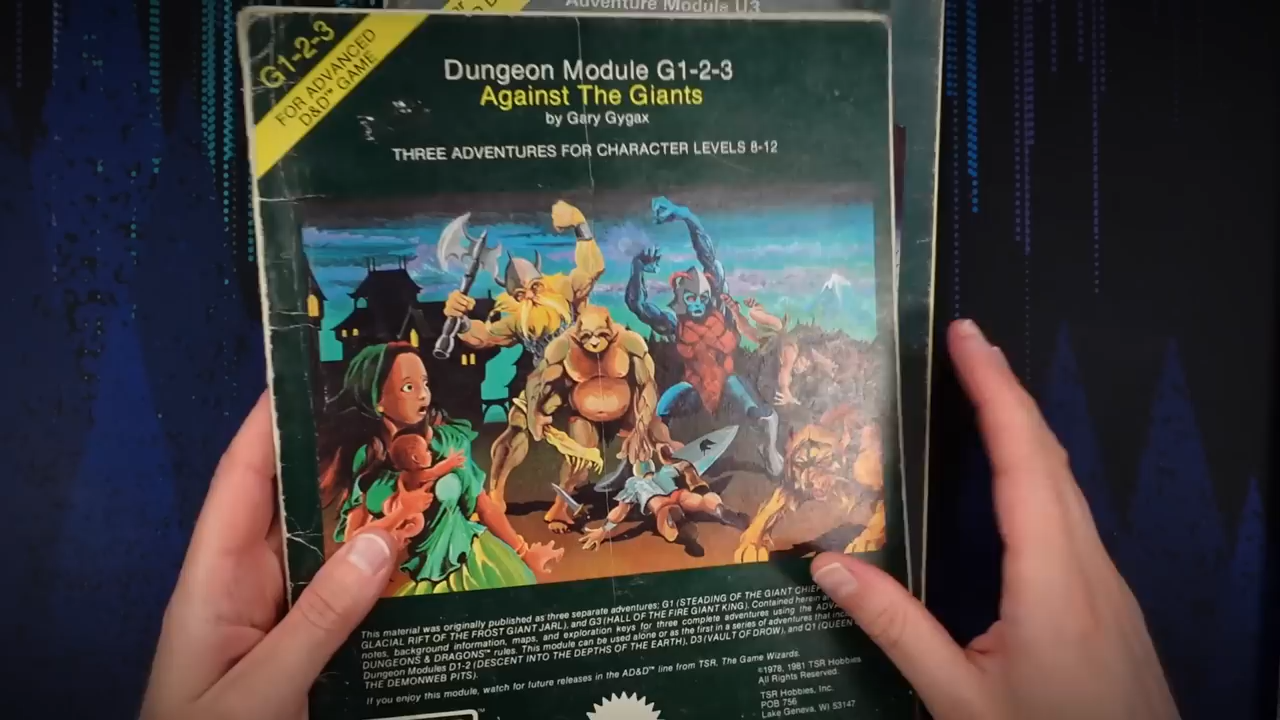 Adventure Module U3
G1-2-3
FOR ADVANCED
D&D™ GAME
Dungeon Module G1-2-3
Against The Giants
by Gary Gygax
THREE ADVENTURES FOR CHARACTER LEVELS 8-12
This material was originally published as three separate adventures; G1 (STEADING OF THE GIANT CHIEF
GLACIAL RIFT OF THE FROST GIANT JARL), and G3 (HALL OF THE FIRE GIANT KING). Contained herein
notes, background information, maps, and exploration keys for three complete adventures using the
DUNGEONS & DRAGONS™ rules. This module can be used alone or as the first in a series of adventures that
Dungeon Modules D1-2 (DESCENT INTO THE DEPTHS OF THE EARTH), D3 (VAULT OF DROW), and Q1 (QUEEN
THE DEMONWEB PITS).
If you enjoy this module, watch for future releases in the AD&D™ line from TSR, The Game Wizards.
©1978, 1981 TSR Hobbies
All Rights Reserved.
TSR Hobbies, Inc.
POB 756
Lake Geneva, WI 53147
™